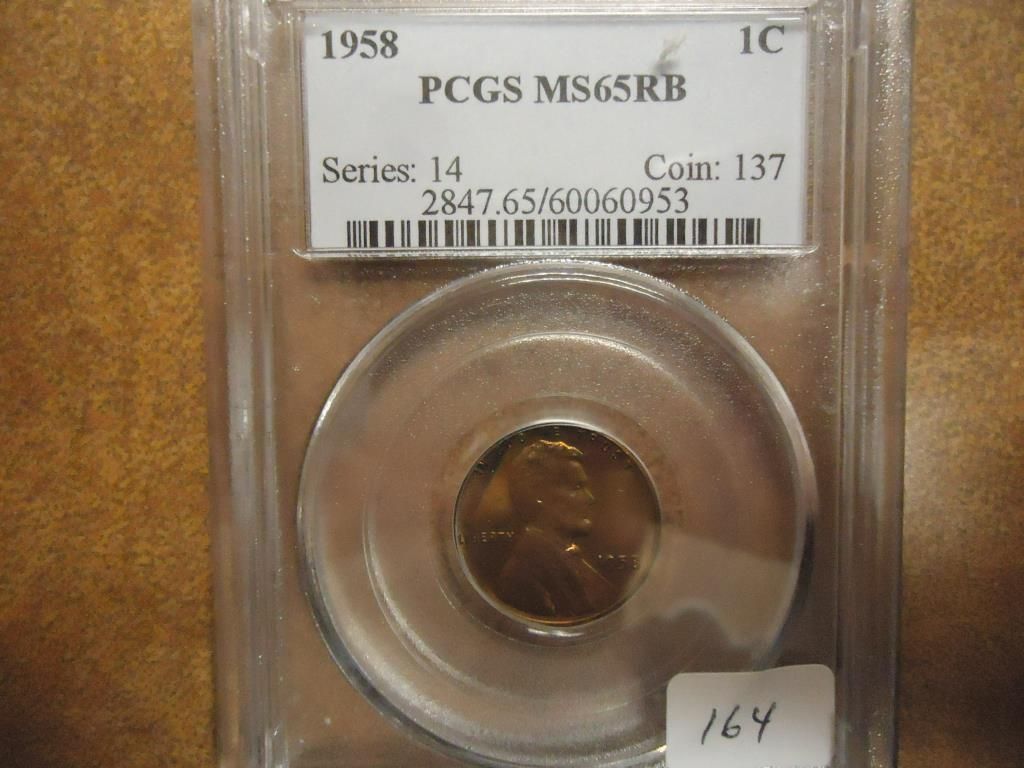 1958 1C
PCGS MS65RB
Series: 14 Coin: 137
2847.65/60060953
LIBERTY 1958
164